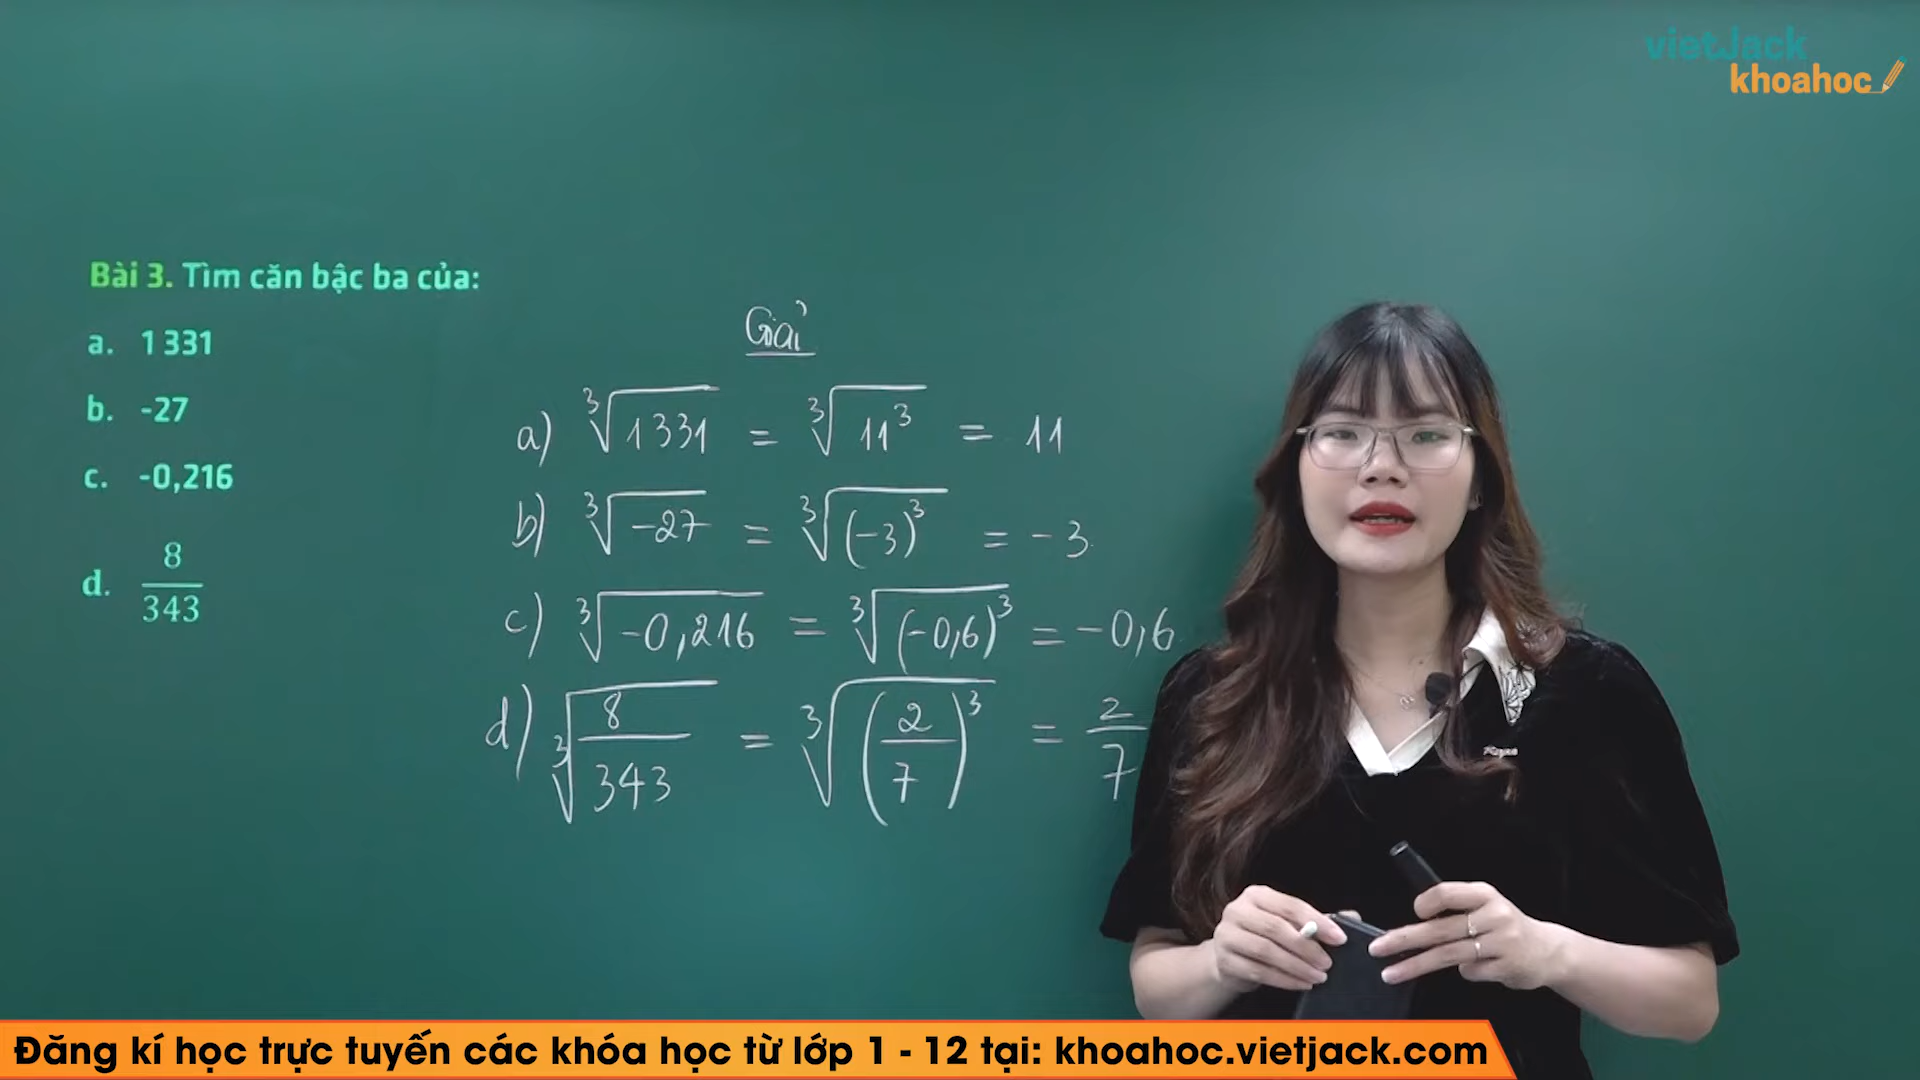 vietJack
khoahoc
Bài 3. Tìm căn bậc ba của:
a. 1 331
b. -27
c. -0,216
d. 8/343
Giải
a) ∛1331 = ∛11³ = 11
b) ∛-27 = ∛(-3)³ = -3
c) ∛-0,216 = ∛(-0,6)³ = -0,6
d) ∛8/343 = ∛(2/7)³ = 2/7
Đăng kí học trực tuyến các khóa học từ lớp 1 - 12 tại: khoahoc.vietjack.com